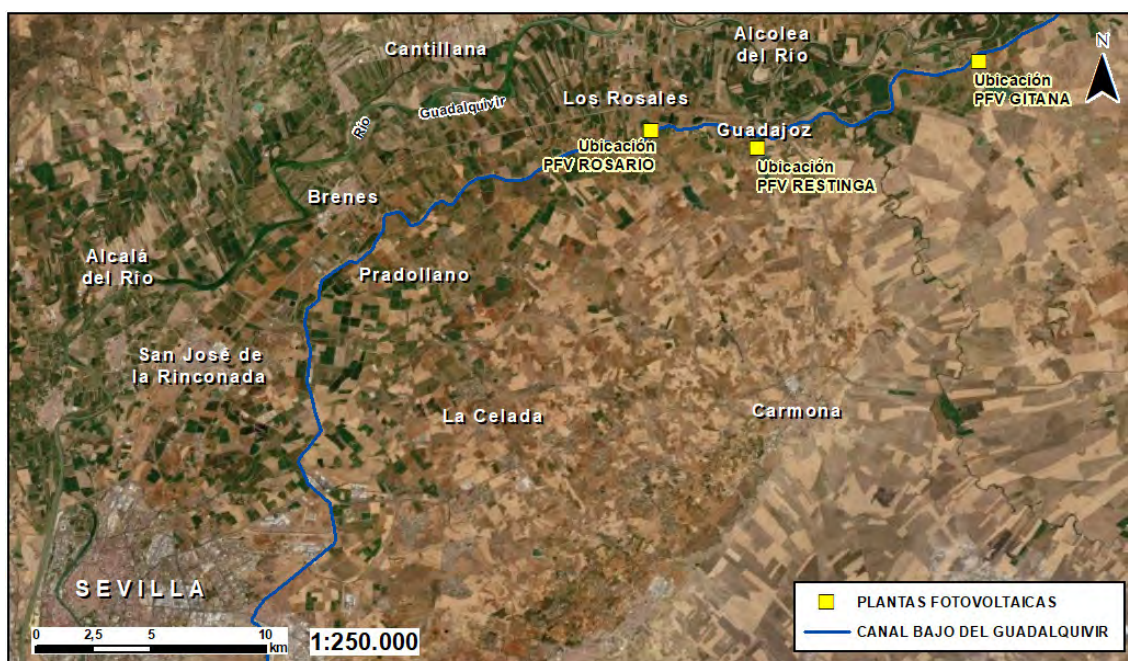 Cantillana
Alcolea
del Río
N
Ubicación
PFV GITANA
Río
Guadalquivir
Los Rosales
Guadajoz
Ubicación
PFV ROSARIO
Ubicación
PFV RESTINGA
Brenes
Alcalá
del Río
Pradollano
San José de
la Rinconada
La Celada
Carmona
SEVILLA
0 2,5 5 10
km
1:250.000
PLANTAS FOTOVOLTAICAS
CANAL BAJO DEL GUADALQUIVIR